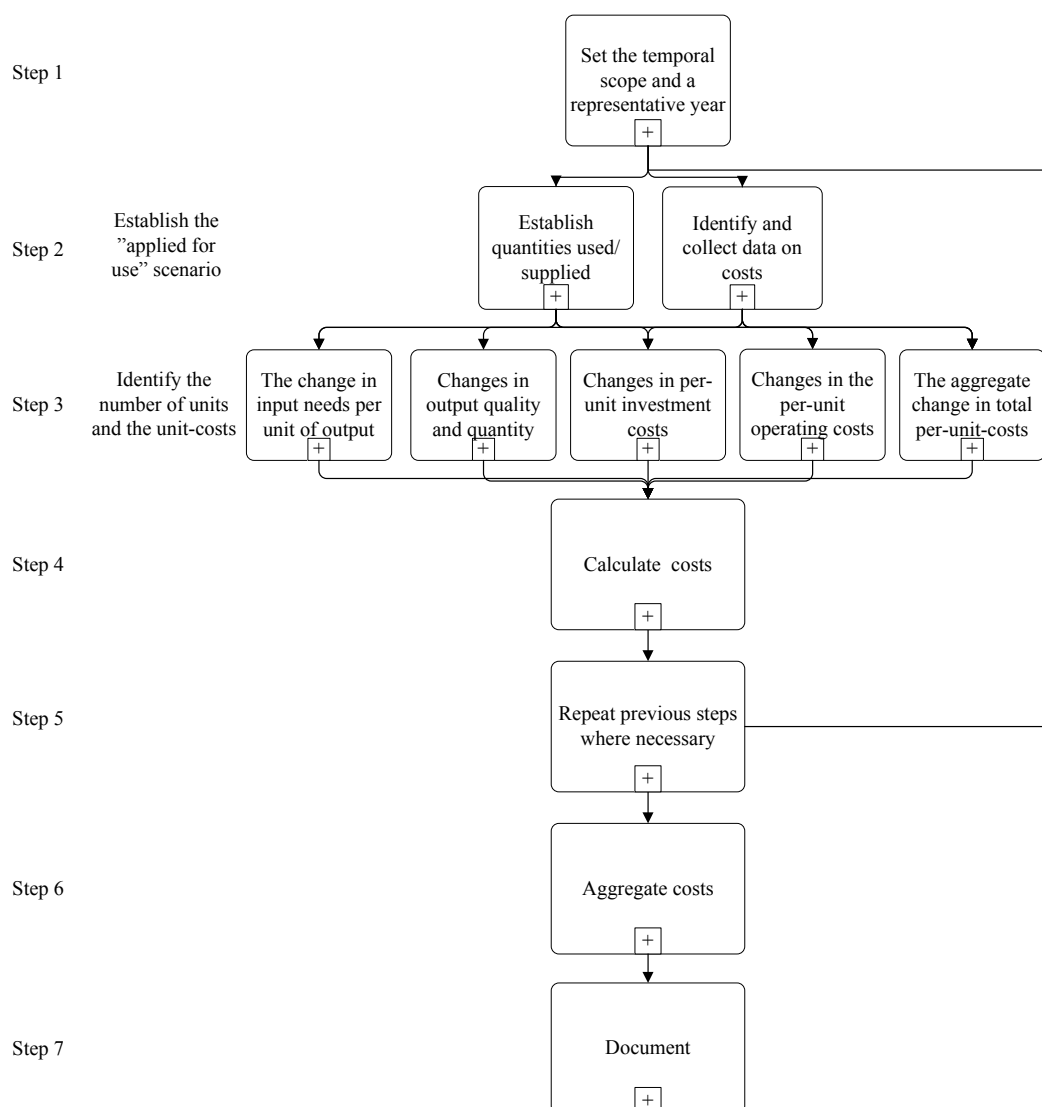 Step 1
Set the temporal
scope and a
representative year
+
Step 2
Establish the
”applied for
use” scenario
Establish
quantities used/
supplied
+
Identify and
collect data on
costs
+
Step 3
Identify the
number of units
and the unit-costs
The change in
input needs per
unit of output
+
Changes in
output quality
and quantity
+
Changes in per-
unit investment
costs
+
Changes in the
per-unit
operating costs
+
The aggregate
change in total
per-unit-costs
+
Step 4
Calculate costs
+
Step 5
Repeat previous steps
where necessary
+
Step 6
Aggregate costs
+
Step 7
Document
+